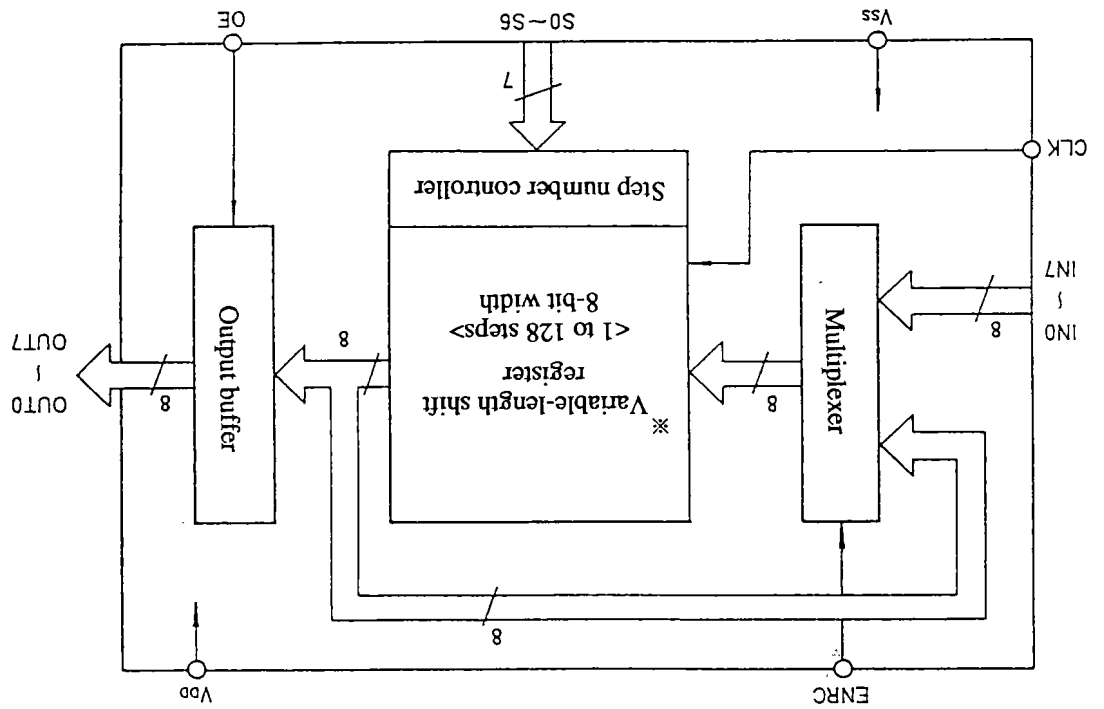 ENRC
VDD
8
※
Variable-length shift
register
<1 to 128 steps>
8-bit width
Step number controller
Multiplexer
Output buffer
8
8
8
OUT0
~
OUT7
IN0
~
IN7
8
CLK
7
Vss
S0~S6
OE